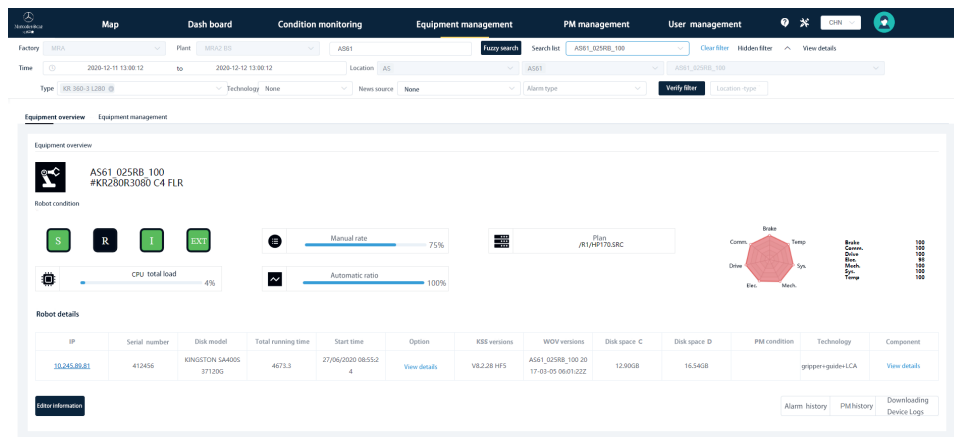 Map Dash board Condition monitoring Equipment management PM management User management ? CHN
Factory MRA Plant MRA2 BB AS61 Fuzzy search Search list AS61_025RB_100 Clear filter Hidden filter View details
Time 2020-12-11 13:00:12 to 2020-12-12 13:00:12 Location AS AS61 AS61_025RB_100
Type KR 360-3 L280 Technology None News source None Alarm type Verify filter Location -type
Equipment overview Equipment management
Equipment overview
AS61_025RB_100
#KR280R3080 C4 FLR
Robot condition
S R I EXT
Manual rate
75%
Plan
/R1/HP170.SRC
CPU total load
4%
Automatic ratio
100%
Brake
Comm. Temp
Drive Sys.
Elec. Mech.
Brake 100
Comm. 100
Drive 100
Elec. 95
Mech. 100
Sys. 100
Temp 100
Robot details
IP Serial number Disk model Total running time Start time Option KSS versions WOV versions Disk space C Disk space D PM condition Technology Component
10.245.89.81 412456 KINGSTON SA400S 37120G 4673.3 27/06/2020 08:55:2 4 View details V8.2.28 HF5 AS61_025RB_100 20 17-03-05 06:01:22Z 12.90GB 16.54GB gripper+guide+LCA View details
Editor information
Alarm history PM history Downloading Device Logs